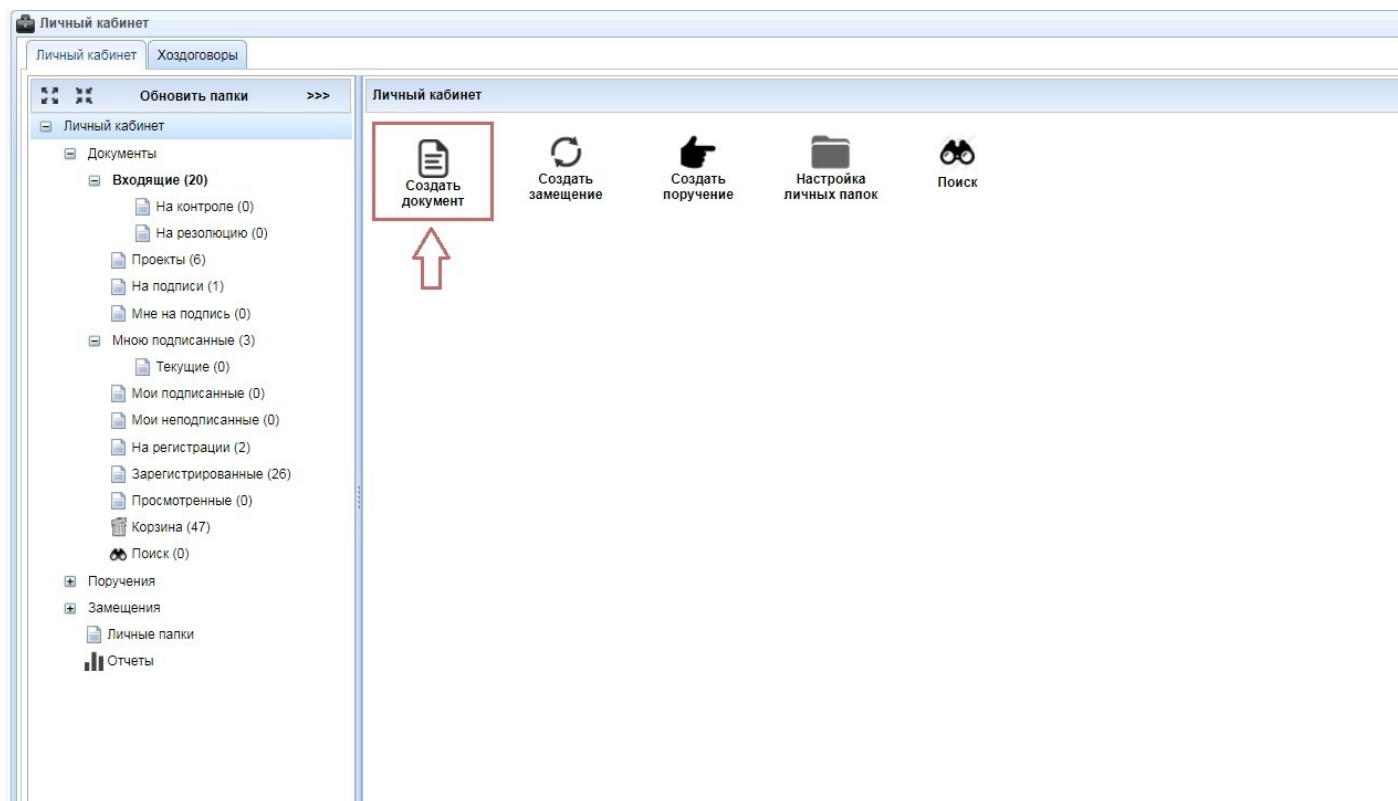 Личный кабинет
Личный кабинет
Хоздоговоры
Обновить папки >>>
Личный кабинет
Документы
Входящие (20)
На контроле (0)
На резолюцию (0)
Проекты (6)
На подписи (1)
Мне на подпись (0)
Мною подписанные (3)
Текущие (0)
Мои подписанные (0)
Мои неподписанные (0)
На регистрации (2)
Зарегистрированные (26)
Просмотренные (0)
Корзина (47)
Поиск (0)
Поручения
Замещения
Личные папки
Отчеты
Личный кабинет
Создать
документ
Создать
замещение
Создать
поручение
Настройка
личных папок
Поиск